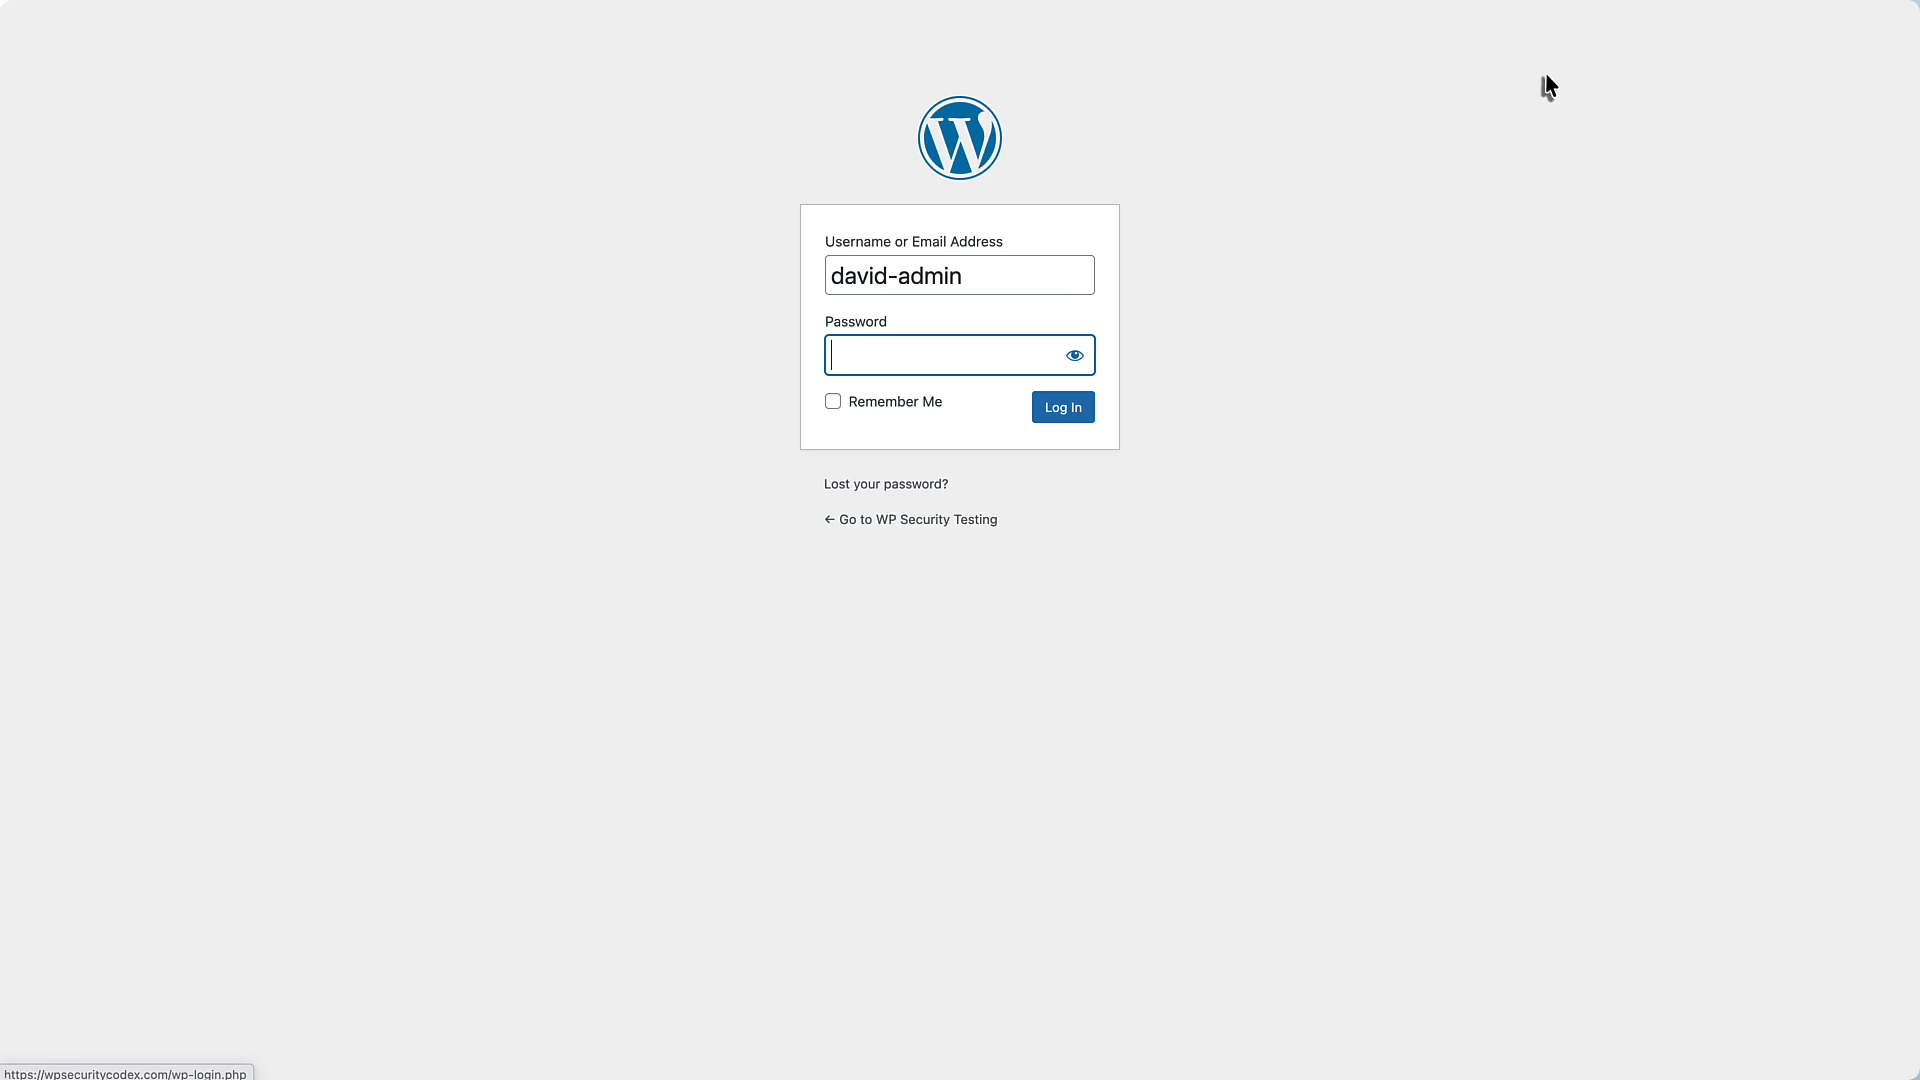 Username or Email Address
david-admin
Password
Remember Me
Log In
Lost your password?
← Go to WP Security Testing
https://wpsecuritycodex.com/wp-login.php